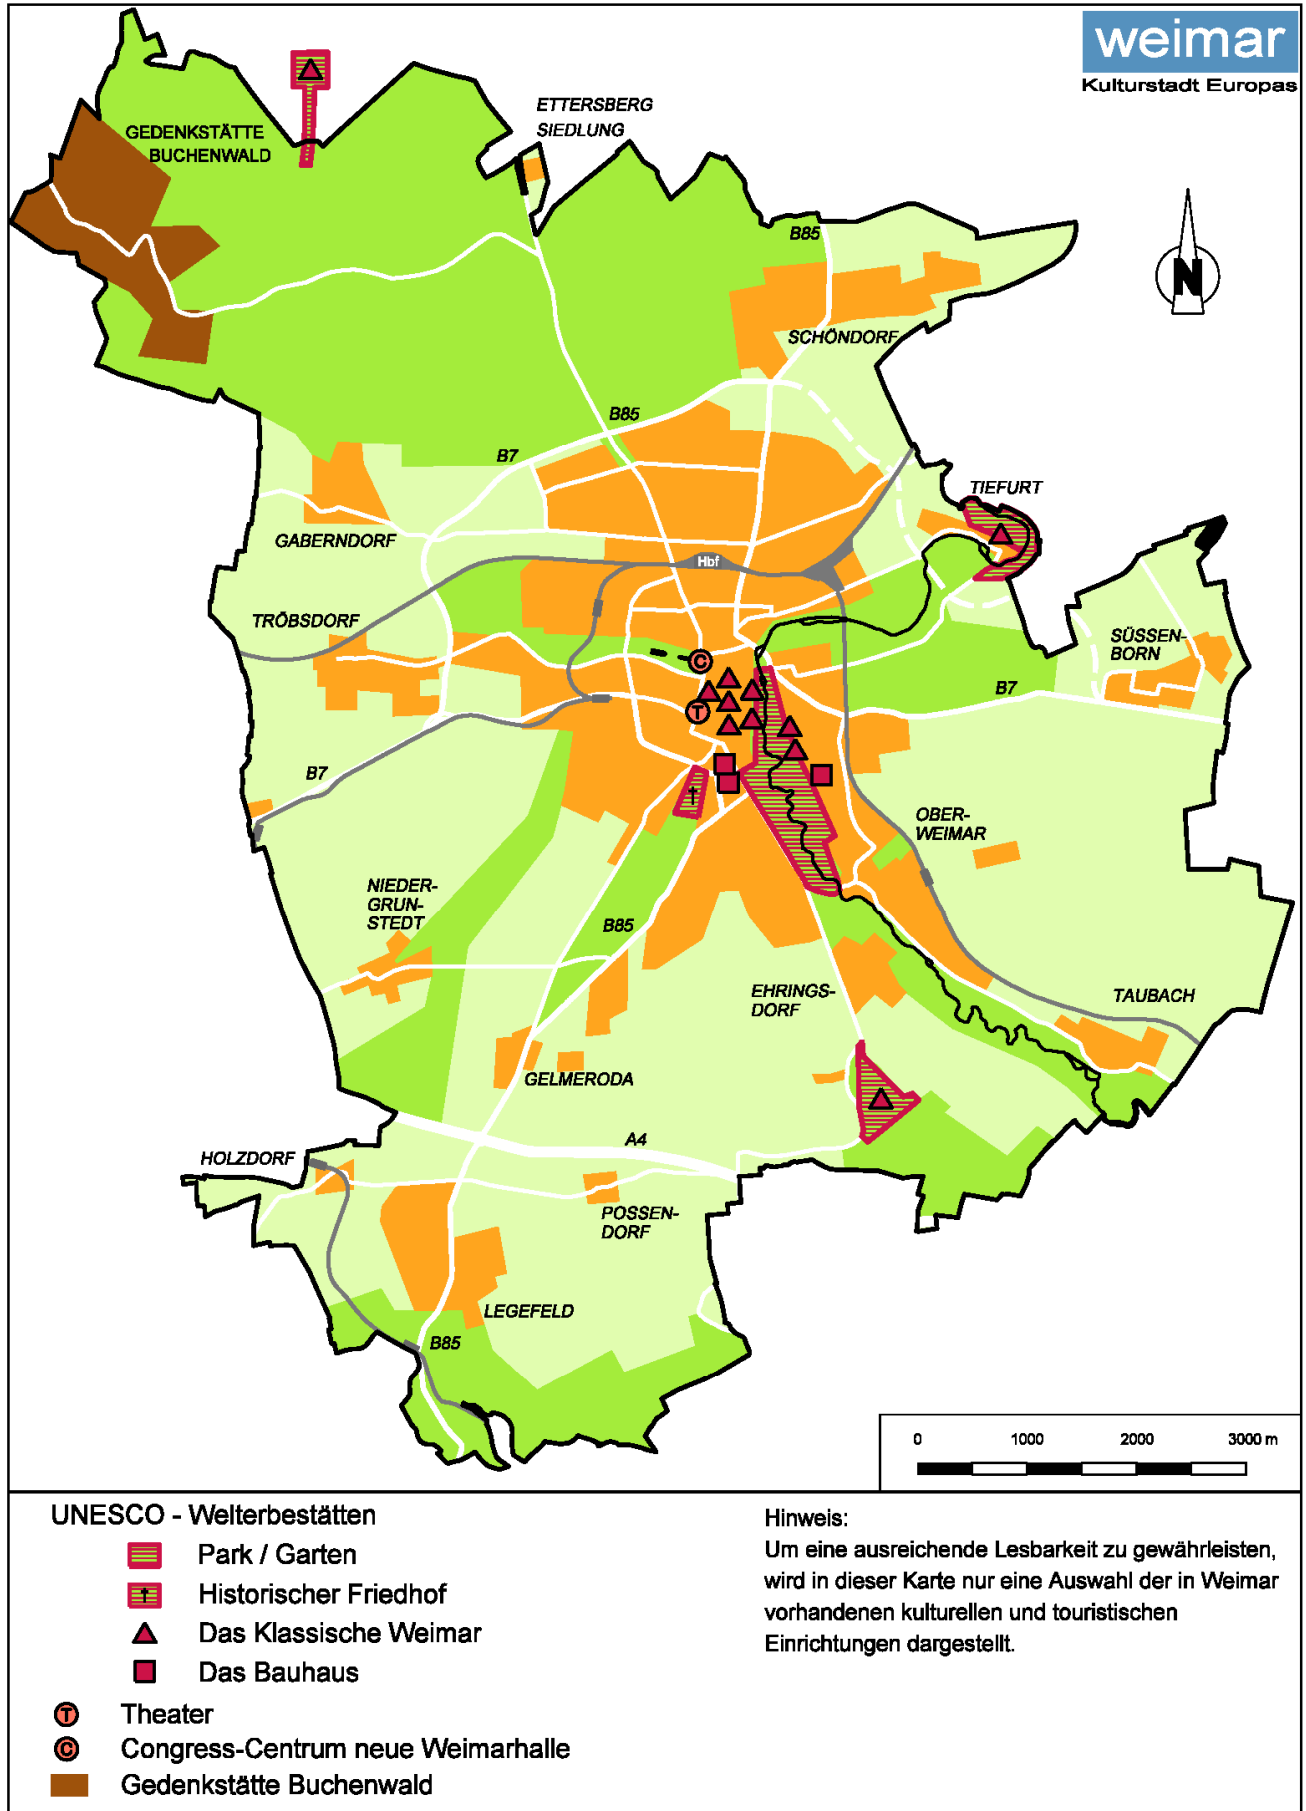 weimar
Kulturstadt Europas
ETTERSBERG
SIEDLUNG
GEDENKSTÄTTE
BUCHENWALD
N
B85
SCHÖNDORF
B85
B7
TIEFURT
GABERNDORF
Hbf
TRÖBSDORF
SÜSSEN-
BORN
C
B7
T
B7
OBER-
WEIMAR
NIEDER-
GRUN-
STEDT
B85
EHRINGS-
DORF
TAUBACH
GELMERODA
A4
HOLZDORF
POSSEN-
DORF
LEGEFELD
B85
0 1000 2000 3000 m
UNESCO - Welterbestätten
Park / Garten
Historischer Friedhof
Das Klassische Weimar
Das Bauhaus
T Theater
C Congress-Centrum neue Weimarhalle
Gedenkstätte Buchenwald
Hinweis:
Um eine ausreichende Lesbarkeit zu gewährleisten,
wird in dieser Karte nur eine Auswahl der in Weimar
vorhandenen kulturellen und touristischen
Einrichtungen dargestellt.